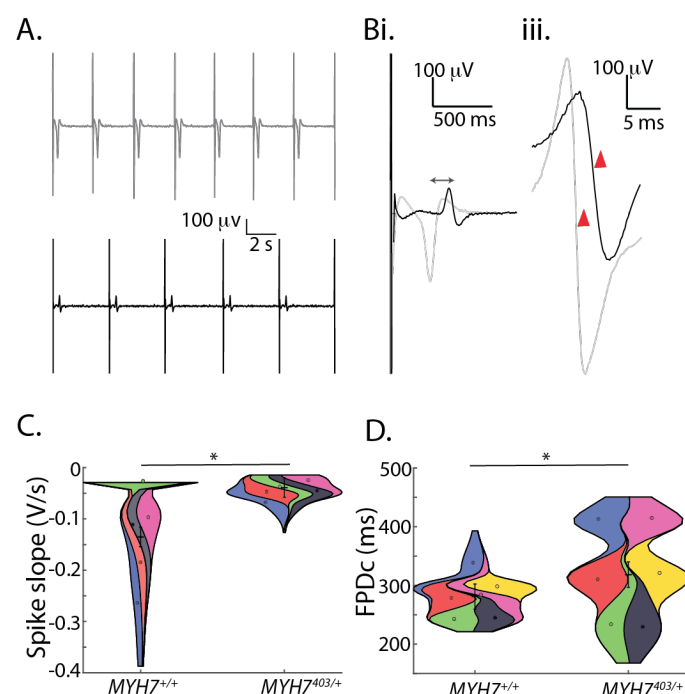 A.
Bi.
iii.
100 μV
500 ms
100 μV
5 ms
100 μv
2 s
C.
D.
*
*
Spike slope (V/s)
0
-0.1
-0.2
-0.3
-0.4
MYH7+/+
MYH7403/+
FPDc (ms)
500
400
300
200
MYH7+/+
MYH7403/+